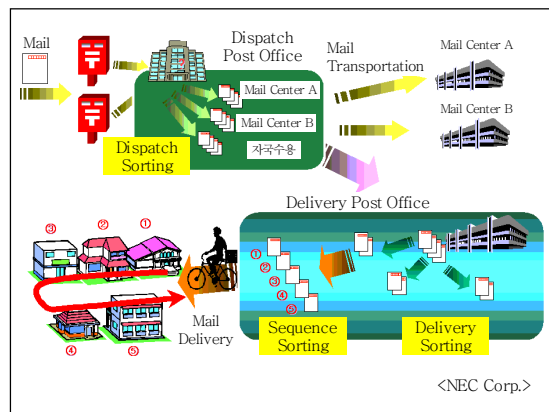 Mail
Dispatch
Post Office
Mail
Transportation
Mail Center A
Mail Center B
Mail Center A
Mail Center B
자국수용
Dispatch
Sorting
Delivery Post Office
③
②
①
④
⑤
Mail
Delivery
①
②
③
④
⑤
Sequence
Sorting
Delivery
Sorting
<NEC Corp.>